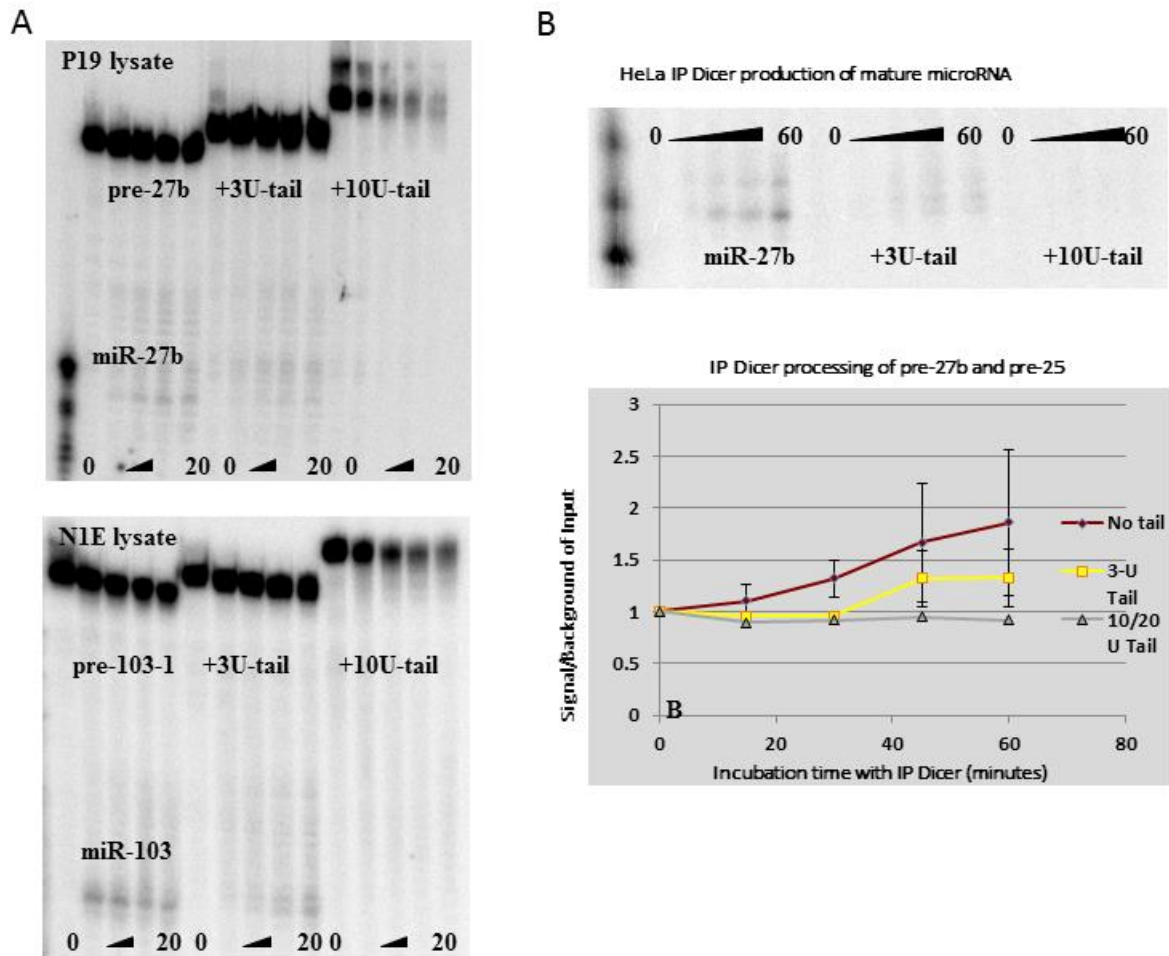 A
P19 lysate
pre-27b +3U-tail +10U-tail
miR-27b
0 20 0 20 0 20
N1E lysate
pre-103-1 +3U-tail +10U-tail
miR-103
0 20 0 20 0 20
B
HeLa IP Dicer production of mature microRNA
0 60 0 60 0 60
miR-27b +3U-tail +10U-tail
IP Dicer processing of pre-27b and pre-25
Signal/Background of Input
3
2.5
2
1.5
1
0.5
0
No tail
3-U
Tail
10/20
U Tail
B
0 20 40 60 80
Incubation time with IP Dicer (minutes)